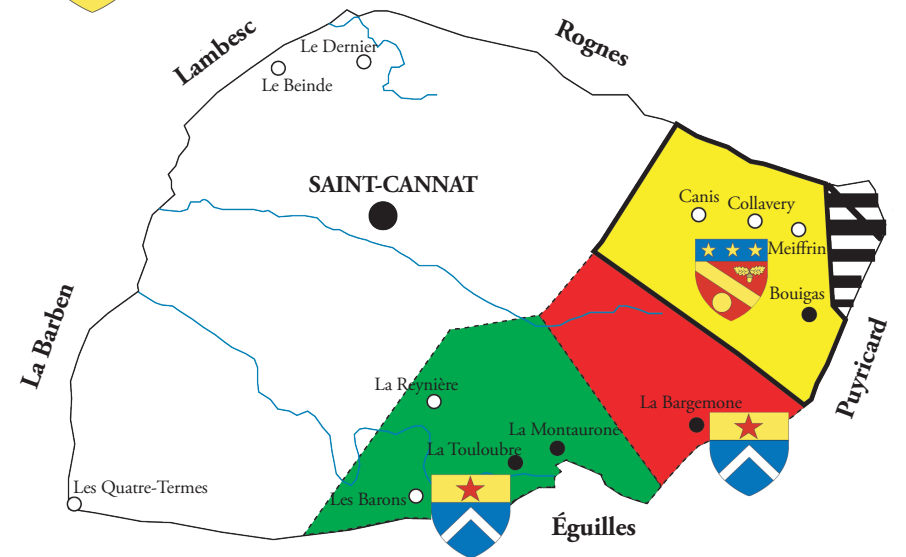 Lambesc
Rognes
Le Dernier
Le Beinde
SAINT-CANNAT
Canis
Collavery
Meiffrin
Bouigas
La Barben
Puyricard
La Reynière
La Bargemone
La Montaurone
La Touloubre
Les Quatre-Termes
Les Barons
Éguilles